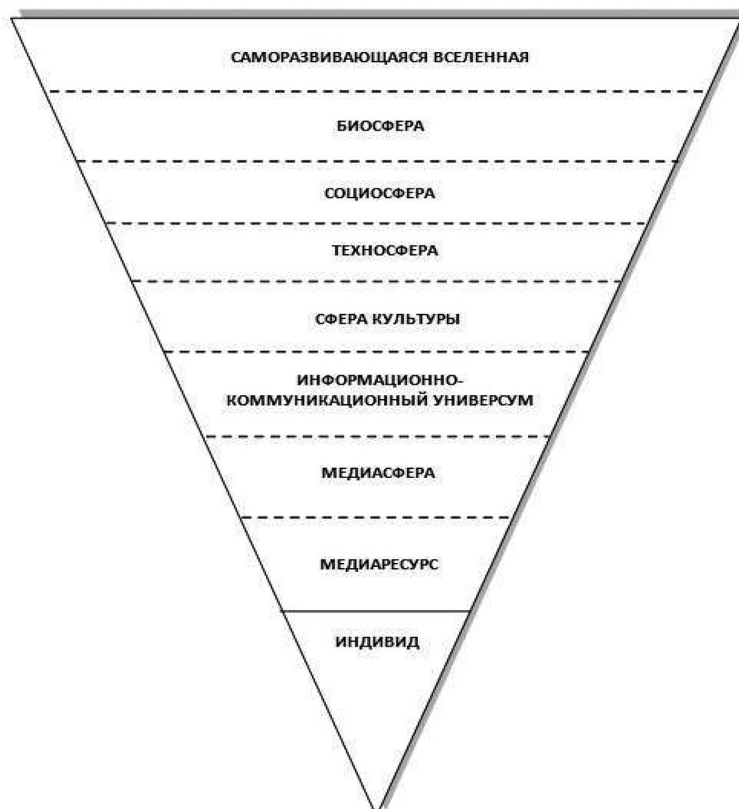 САМОРАЗВИВАЮЩАЯСЯ ВСЕЛЕННАЯ
БИОСФЕРА
СОЦИОСФЕРА
ТЕХНОСФЕРА
СФЕРА КУЛЬТУРЫ
ИНФОРМАЦИОННО-
КОММУНИКАЦИОННЫЙ УНИВЕРСУМ
МЕДИАСФЕРА
МЕДИАРЕСУРС
ИНДИВИД